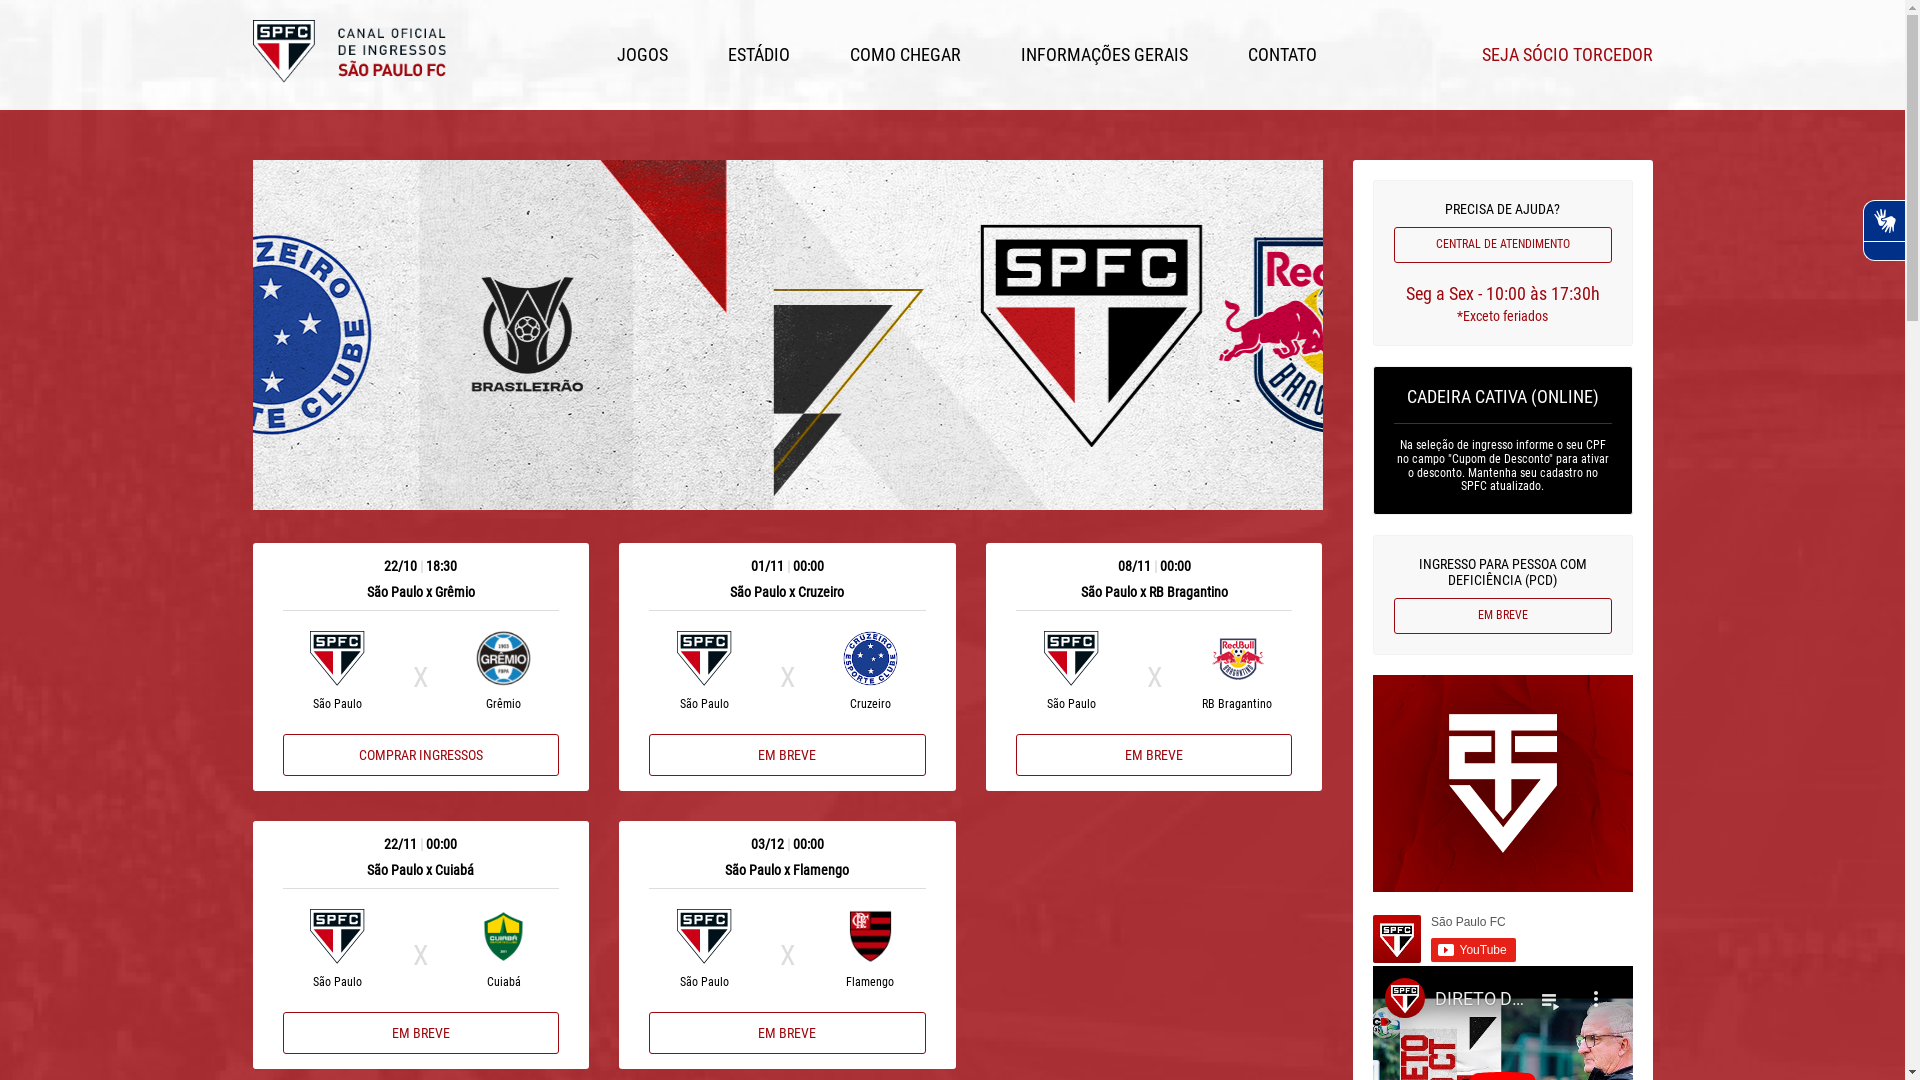 SPFC
CANAL OFICIAL
DE INGRESSOS
SÃO PAULO FC
JOGOS
ESTÁDIO
COMO CHEGAR
INFORMAÇÕES GERAIS
CONTATO
SEJA SÓCIO TORCEDOR
BRASILEIRÃO
SPFC
22/10 | 18:30
São Paulo x Grêmio
SPFC
X
GRÊMIO
São Paulo
Grêmio
COMPRAR INGRESSOS
01/11 | 00:00
São Paulo x Cruzeiro
SPFC
X
CRUZEIRO ESPORTE CLUBE
São Paulo
Cruzeiro
EM BREVE
08/11 | 00:00
São Paulo x RB Bragantino
SPFC
X
RedBull
BRAGANTINO
São Paulo
RB Bragantino
EM BREVE
22/11 | 00:00
São Paulo x Cuiabá
SPFC
X
CUIABÁ
São Paulo
Cuiabá
EM BREVE
03/12 | 00:00
São Paulo x Flamengo
SPFC
X
São Paulo
Flamengo
EM BREVE
PRECISA DE AJUDA?
CENTRAL DE ATENDIMENTO
Seg a Sex - 10:00 às 17:30h
*Exceto feriados
CADEIRA CATIVA (ONLINE)
Na seleção de ingresso informe o seu CPF
no campo "Cupom de Desconto" para ativar
o desconto. Mantenha seu cadastro no
SPFC atualizado.
INGRESSO PARA PESSOA COM
DEFICIÊNCIA (PCD)
EM BREVE
SPFC
São Paulo FC
YouTube
SPFC
DIRETO D...